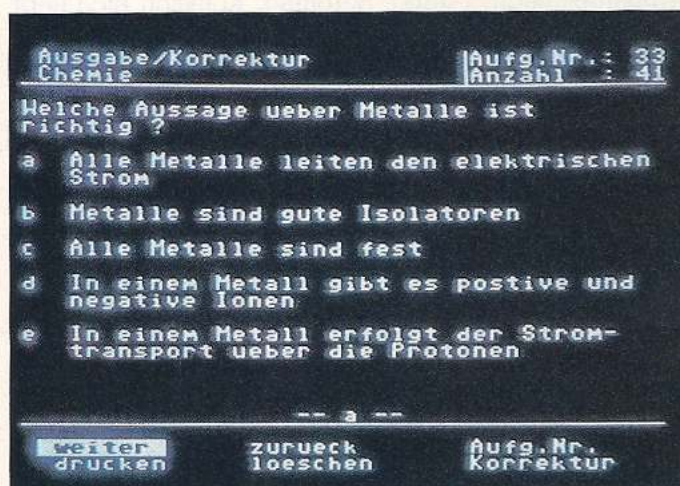 Ausgabe/Korrektur
Chemie
Aufg.Nr.: 33
Anzahl : 41
Welche Aussage ueber Metalle ist
richtig ?
a Alle Metalle leiten den elektrischen
Strom
b Metalle sind gute Isolatoren
c Alle Metalle sind fest
d In einem Metall gibt es postive und
negative Ionen
e In einem Metall erfolgt der Strom-
transport ueber die Protonen
-- a --
weiter zurueck Aufg.Nr.
drucken loeschen Korrektur